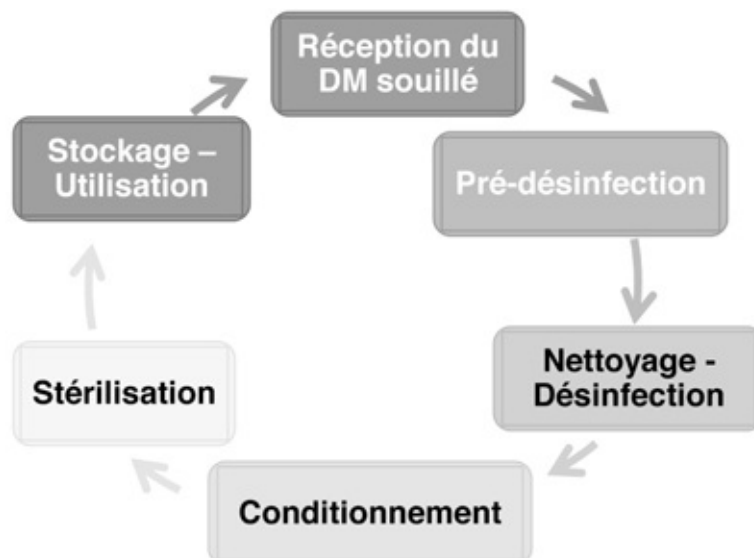 Réception du
DM souillé
Pré-désinfection
Nettoyage -
Désinfection
Conditionnement
Stérilisation
Stockage –
Utilisation